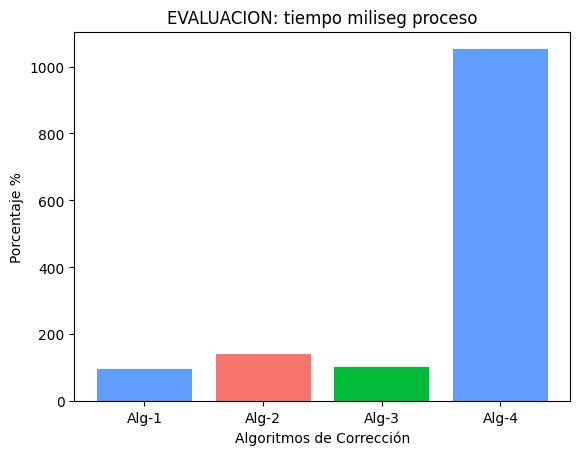 EVALUACION: tiempo miliseg proceso
Porcentaje %
1000
800
600
400
200
0
Alg-1 Alg-2 Alg-3 Alg-4
Algoritmos de Corrección